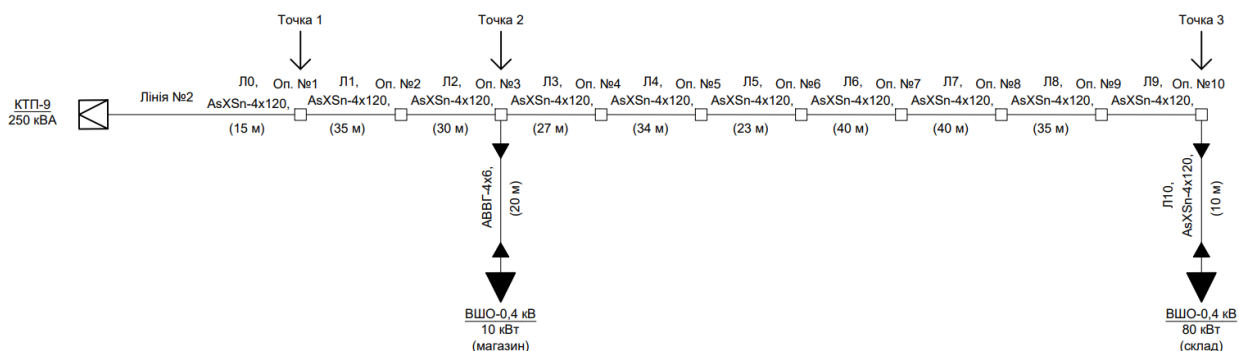 Точка 1
Точка 2
Точка 3
КТП-9
250 кВА
Лінія №2
Л0,
AsXSn-4x120,
(15 м)
Оп. №1
Л1,
AsXSn-4x120,
(35 м)
Оп. №2
Л2,
AsXSn-4x120,
(30 м)
Оп. №3
Л3,
AsXSn-4x120,
(27 м)
Оп. №4
Л4,
AsXSn-4x120,
(34 м)
Оп. №5
Л5,
AsXSn-4x120,
(23 м)
Оп. №6
Л6,
AsXSn-4x120,
(40 м)
Оп. №7
Л7,
AsXSn-4x120,
(40 м)
Оп. №8
Л8,
AsXSn-4x120,
(35 м)
Оп. №9
Л9,
AsXSn-4x120,
Оп. №10
АВВГ-4х6,
(20 м)
Л10,
AsXSn-4x120,
(10 м)
ВШО-0,4 кВ
10 кВт
(магазин)
ВШО-0,4 кВ
80 кВт
(склад)